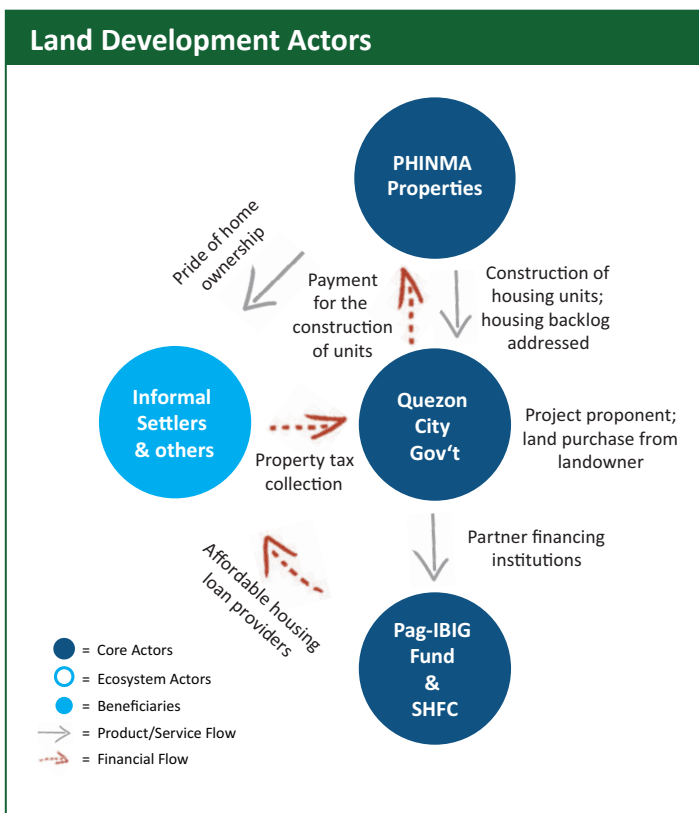 Land Development Actors
PHINMA
Properties
Pride of home
ownership
Payment
for the
construction
of units
Construction of
housing units;
housing backlog
addressed
Informal
Settlers
& others
Property tax
collection
Quezon
City
Gov‘t
Project proponent;
land purchase from
landowner
Partner financing
institutions
Affordable housing
loan providers
Pag-IBIG
Fund
&
SHFC
= Core Actors
= Ecosystem Actors
= Beneficiaries
= Product/Service Flow
= Financial Flow